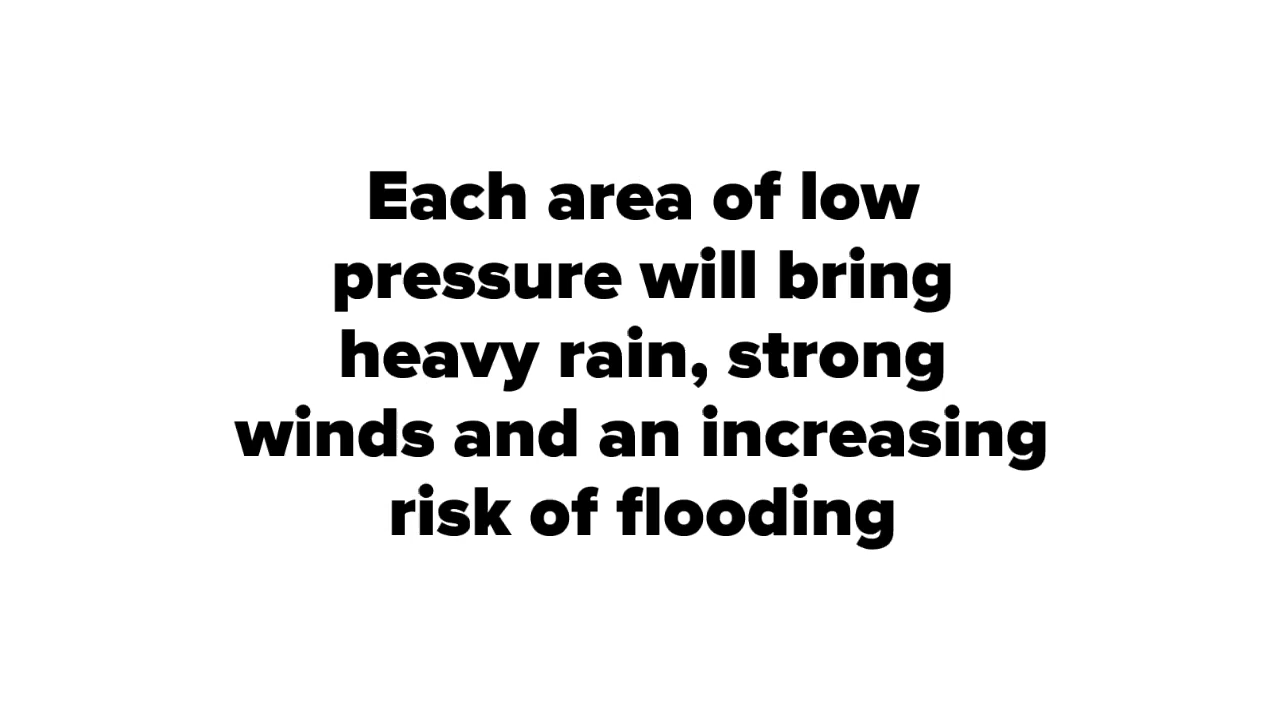 Each area of low
pressure will bring
heavy rain, strong
winds and an increasing
risk of flooding